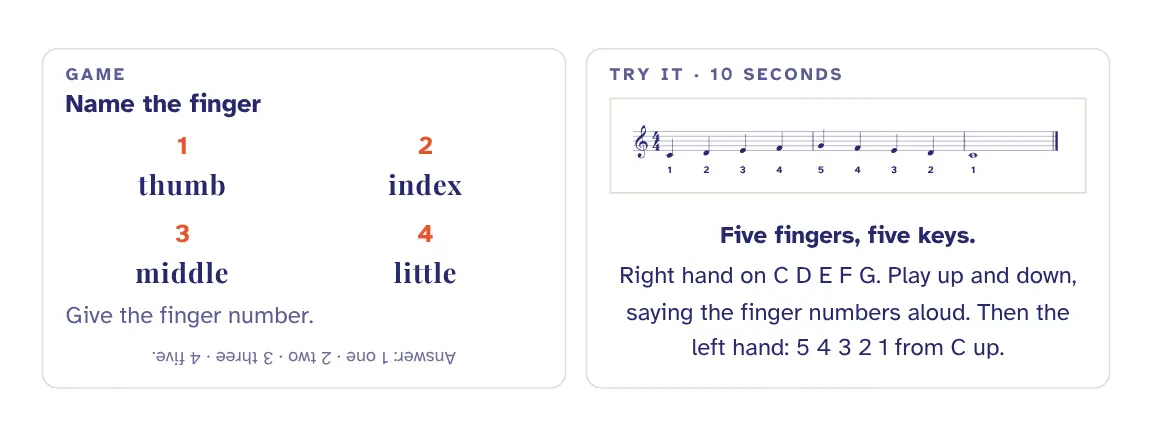 GAME
Name the finger
1 2
thumb index
3 4
middle little
Give the finger number.
Answer: 1 one · 2 two · 3 three · 4 five.
TRY IT · 10 SECONDS
4
4
1 2 3 4 5 4 3 2 1
Five fingers, five keys.
Right hand on C D E F G. Play up and down,
saying the finger numbers aloud. Then the
left hand: 5 4 3 2 1 from C up.